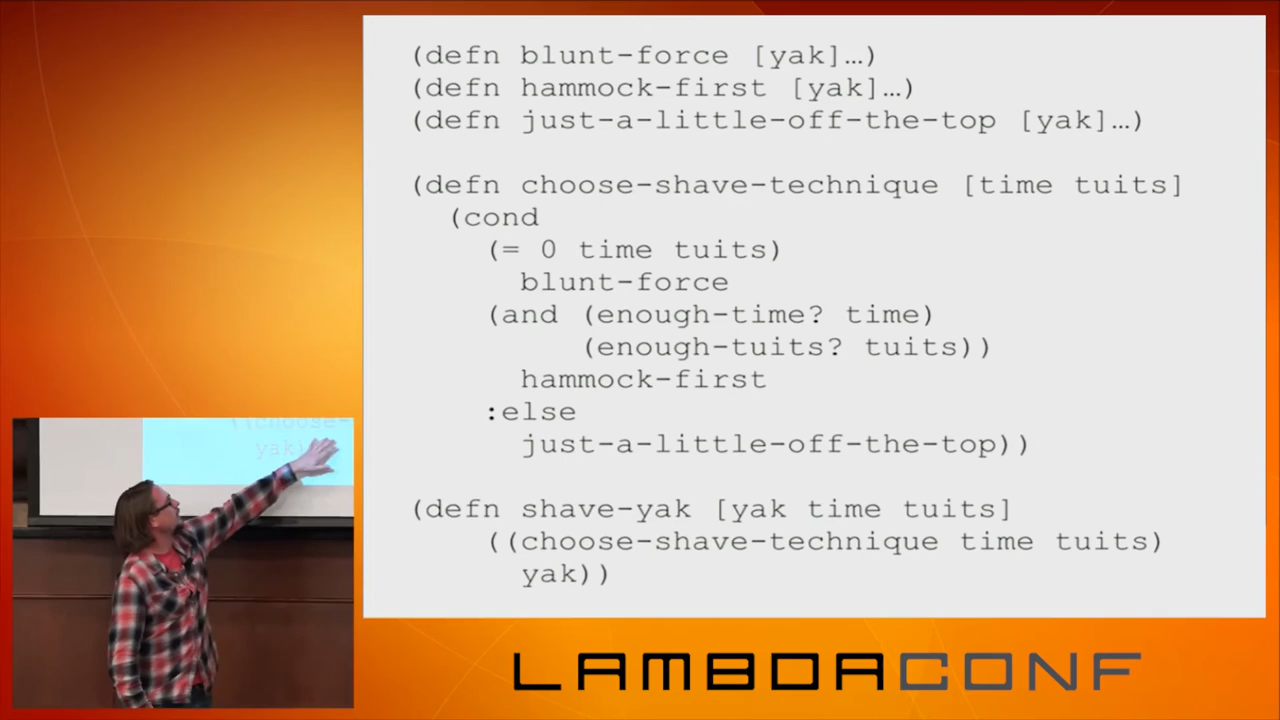 (defn blunt-force [yak]…)
(defn hammock-first [yak]…)
(defn just-a-little-off-the-top [yak]…)
(defn choose-shave-technique [time tuits]
(cond
(= 0 time tuits)
blunt-force
(and (enough-time? time)
(enough-tuits? tuits))
hammock-first
:else
just-a-little-off-the-top))
(defn shave-yak [yak time tuits]
((choose-shave-technique time tuits)
yak))
((choose-
yak)
LAMBDACONF